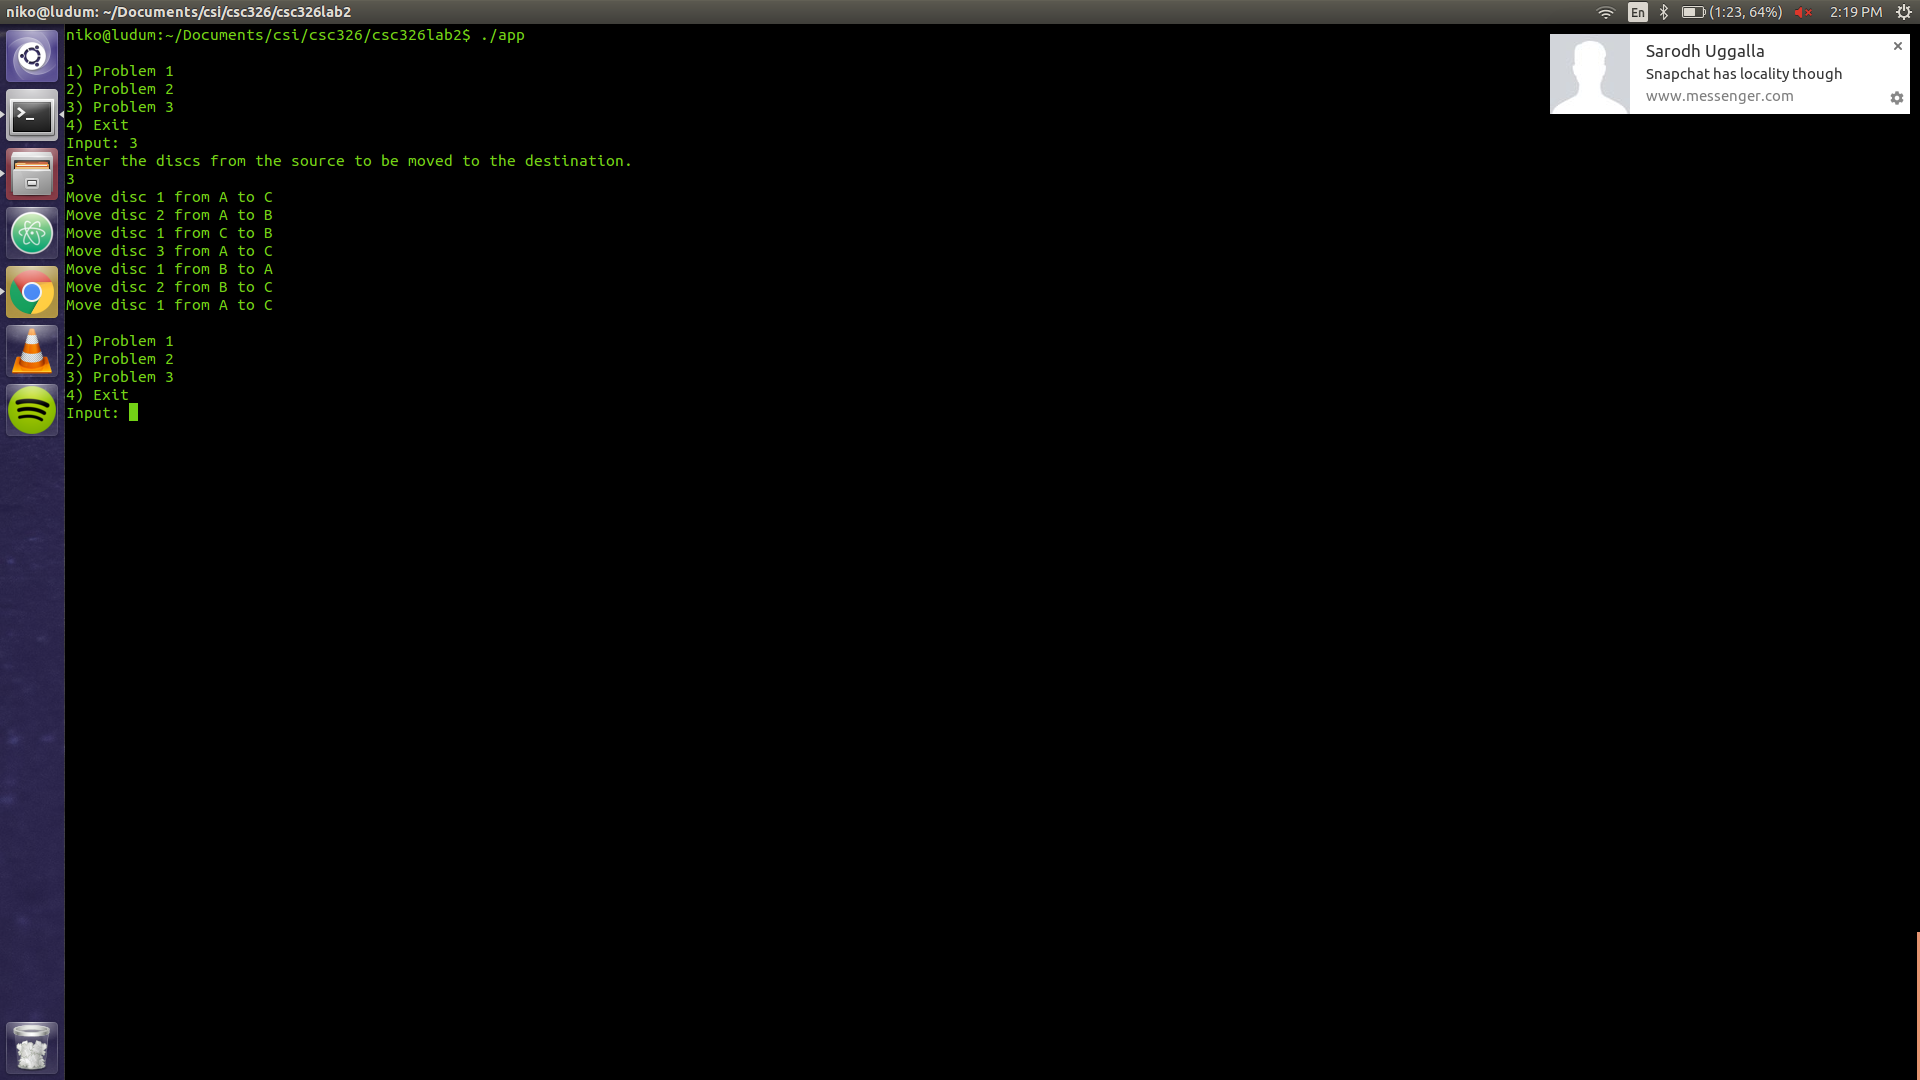 niko@ludum: ~/Documents/csi/csc326/csc326lab2
En (1:23, 64%) 2:19 PM
niko@ludum:~/Documents/csi/csc326/csc326lab2$ ./app
1) Problem 1
2) Problem 2
3) Problem 3
4) Exit
Input: 3
Enter the discs from the source to be moved to the destination.
3
Move disc 1 from A to C
Move disc 2 from A to B
Move disc 1 from C to B
Move disc 3 from A to C
Move disc 1 from B to A
Move disc 2 from B to C
Move disc 1 from A to C
1) Problem 1
2) Problem 2
3) Problem 3
4) Exit
Input:
Sarodh Uggalla
Snapchat has locality though
www.messenger.com